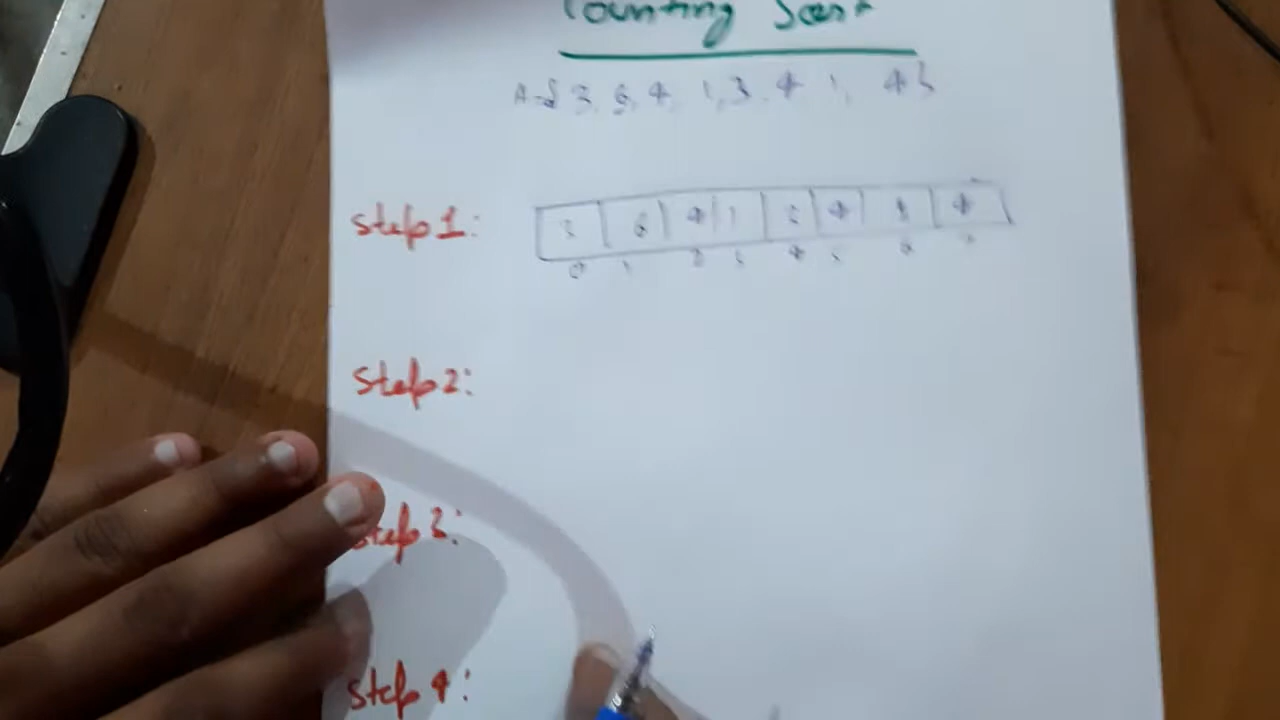 Counting Sort
A={3, 6, 4, 1, 3, 4, 1, 4}
Step 1:
3 6 4 1 3 4 1 4
0 1 2 3 4 5 6 7
Step 2:
Step 3:
Step 4: